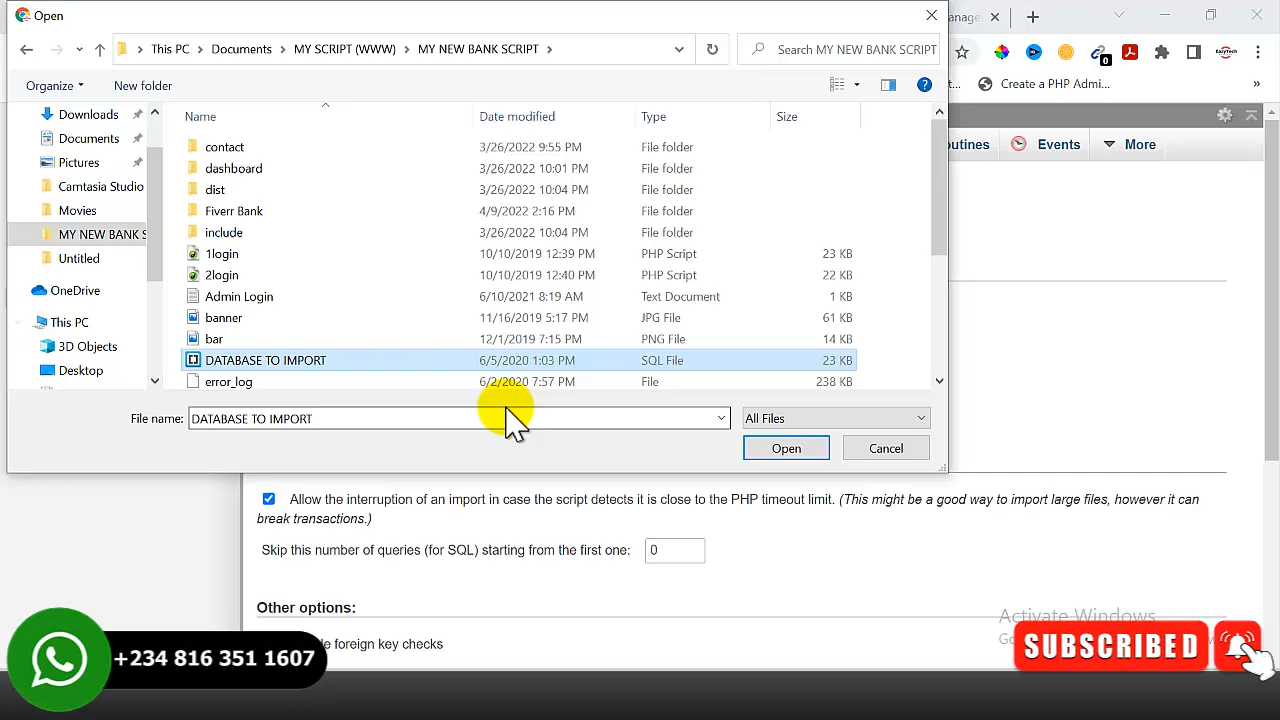 Open
anage
This PC
Documents
MY SCRIPT (WWW)
MY NEW BANK SCRIPT
Search MY NEW BANK SCRIPT
0
EazyTech
Organize
New folder
Create a PHP Admi...
»
Downloads
Documents
Pictures
Camtasia Studio
Movies
MY NEW BANK S
Untitled
OneDrive
This PC
3D Objects
Desktop
Name Date modified Type Size
contact 3/26/2022 9:55 PM File folder
dashboard 3/26/2022 10:01 PM File folder
dist 3/26/2022 10:04 PM File folder
Fiverr Bank 4/9/2022 2:16 PM File folder
include 3/26/2022 10:04 PM File folder
1login 10/10/2019 12:39 PM PHP Script 23 KB
2login 10/10/2019 12:40 PM PHP Script 22 KB
Admin Login 6/10/2021 8:19 AM Text Document 1 KB
banner 11/16/2019 5:17 PM JPG File 61 KB
bar 12/1/2019 7:15 PM PNG File 14 KB
DATABASE TO IMPORT 6/5/2020 1:03 PM SQL File 23 KB
error_log 6/2/2020 7:57 PM File 238 KB
outines Events More
File name: DATABASE TO IMPORT All Files
Open Cancel
Allow the interruption of an import in case the script detects it is close to the PHP timeout limit. (This might be a good way to import large files, however it can
break transactions.)
Skip this number of queries (for SQL) starting from the first one: 0
Other options:
Activate Windows
le foreign key checks
+234 816 351 1607
SUBSCRIBED